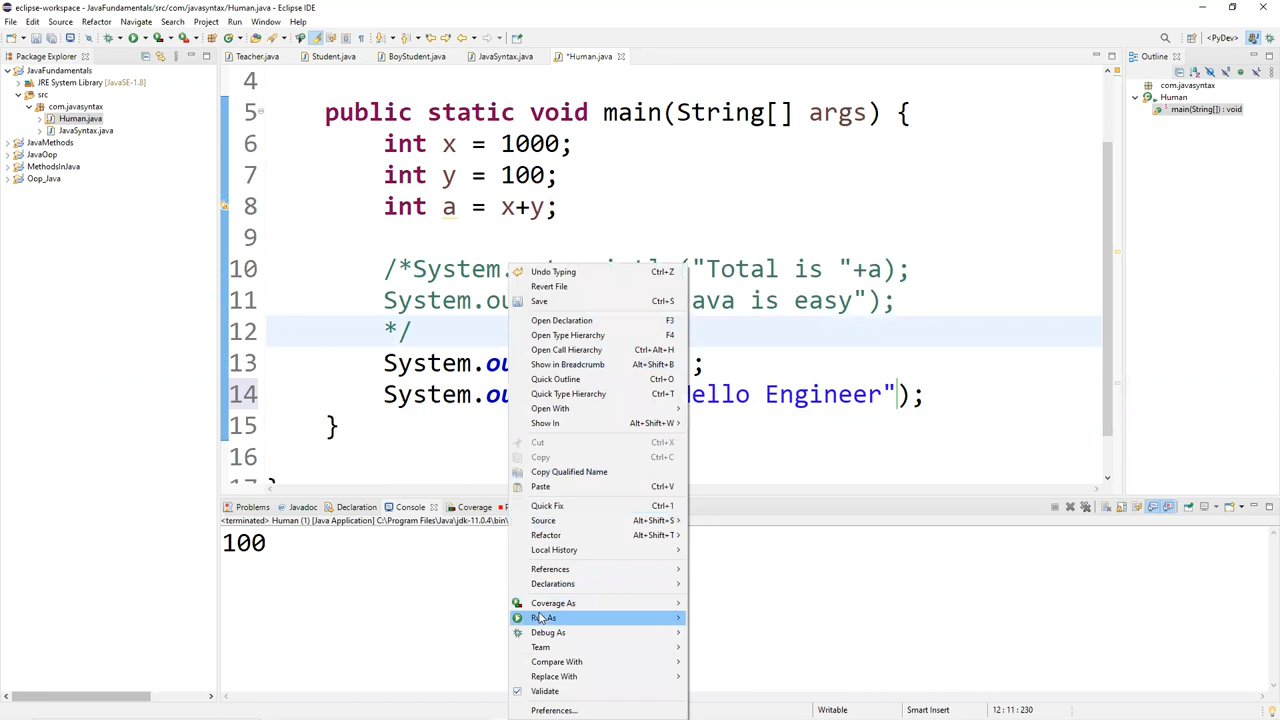 eclipse-workspace - JavaFundamentals/src/com/javasyntax/Human.java - Eclipse IDE
File Edit Source Refactor Navigate Search Project Run Window Help
<PyDev>
Package Explorer
Teacher.java
Student.java
BoyStudent.java
JavaSyntax.java
*Human.java
Outline
JavaFundamentals
JRE System Library [JavaSE-1.8]
src
com.javasyntax
Human.java
JavaSyntax.java
JavaMethods
JavaOop
MethodsInJava
Oop_Java
4
5 public static void main(String[] args) {
6 int x = 1000;
7 int y = 100;
8 int a = x+y;
9
10 /*System. ("Total is "+a);
11 System.ou ava is easy");
12 */
13 System.ou ;
14 System.ou ello Engineer");
15 }
16
com.javasyntax
Human
main(String[]) : void
Undo Typing Ctrl+Z
Revert File
Save Ctrl+S
Open Declaration F3
Open Type Hierarchy F4
Open Call Hierarchy Ctrl+Alt+H
Show in Breadcrumb Alt+Shift+B
Quick Outline Ctrl+O
Quick Type Hierarchy Ctrl+T
Open With
Show In Alt+Shift+W
Cut Ctrl+X
Copy Ctrl+C
Copy Qualified Name
Paste Ctrl+V
Quick Fix Ctrl+1
Source Alt+Shift+S
Refactor Alt+Shift+T
Local History
References
Declarations
Coverage As
Run As
Debug As
Team
Compare With
Replace With
Validate
Preferences...
Problems Javadoc Declaration Console Coverage
<terminated> Human (1) [Java Application] C:\Program Files\Java\jdk-11.0.4\bin\
100
Writable Smart Insert 12 : 11 : 230